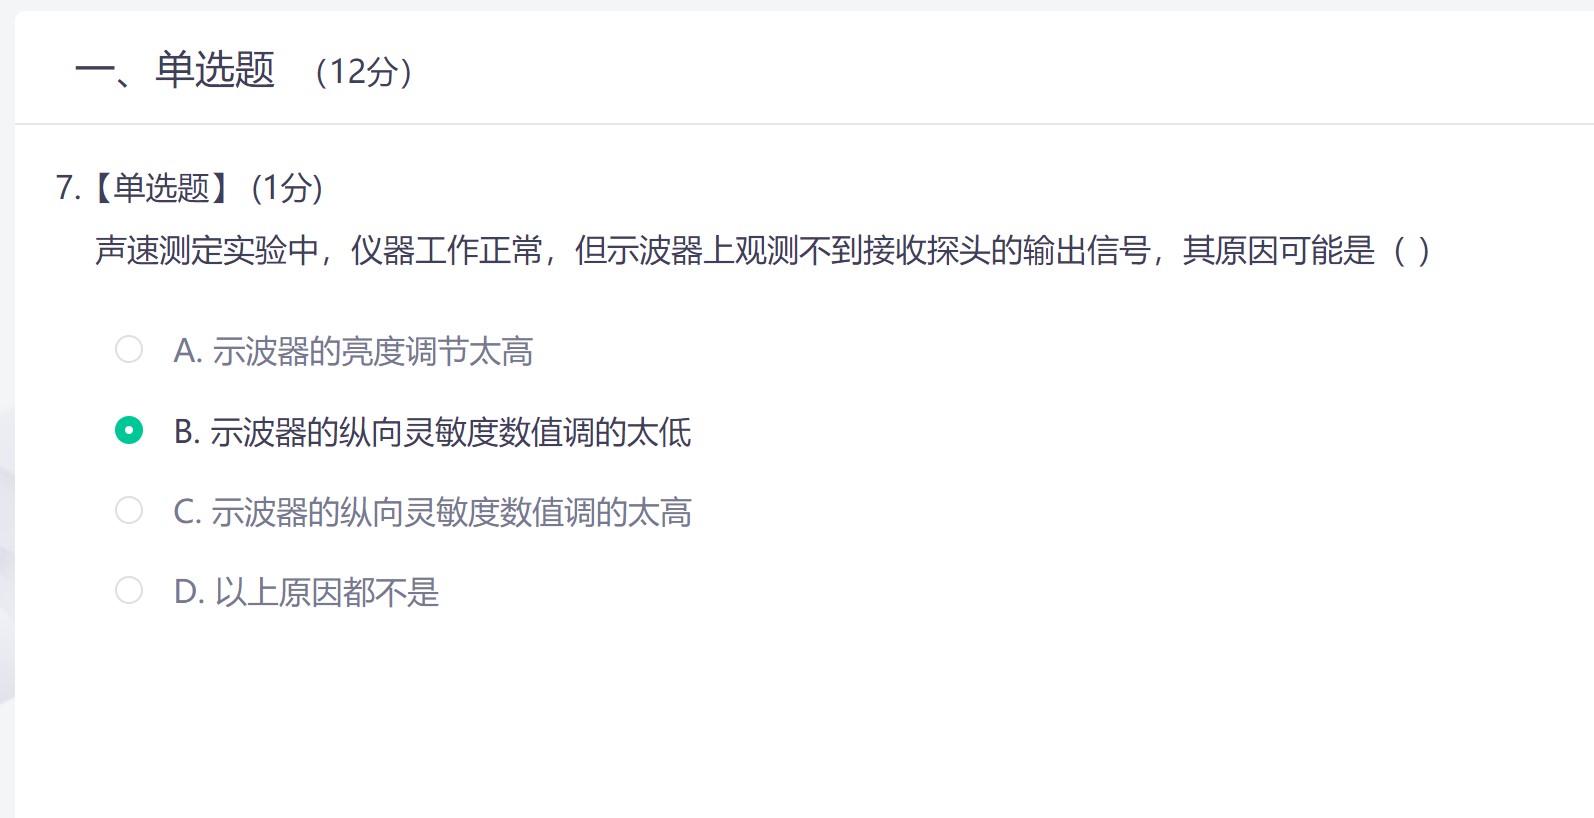 一、单选题 （12分）
7.【单选题】 (1分)
声速测定实验中，仪器工作正常，但示波器上观测不到接收探头的输出信号，其原因可能是（ ）
A. 示波器的亮度调节太高
B. 示波器的纵向灵敏度数值调的太低
C. 示波器的纵向灵敏度数值调的太高
D. 以上原因都不是